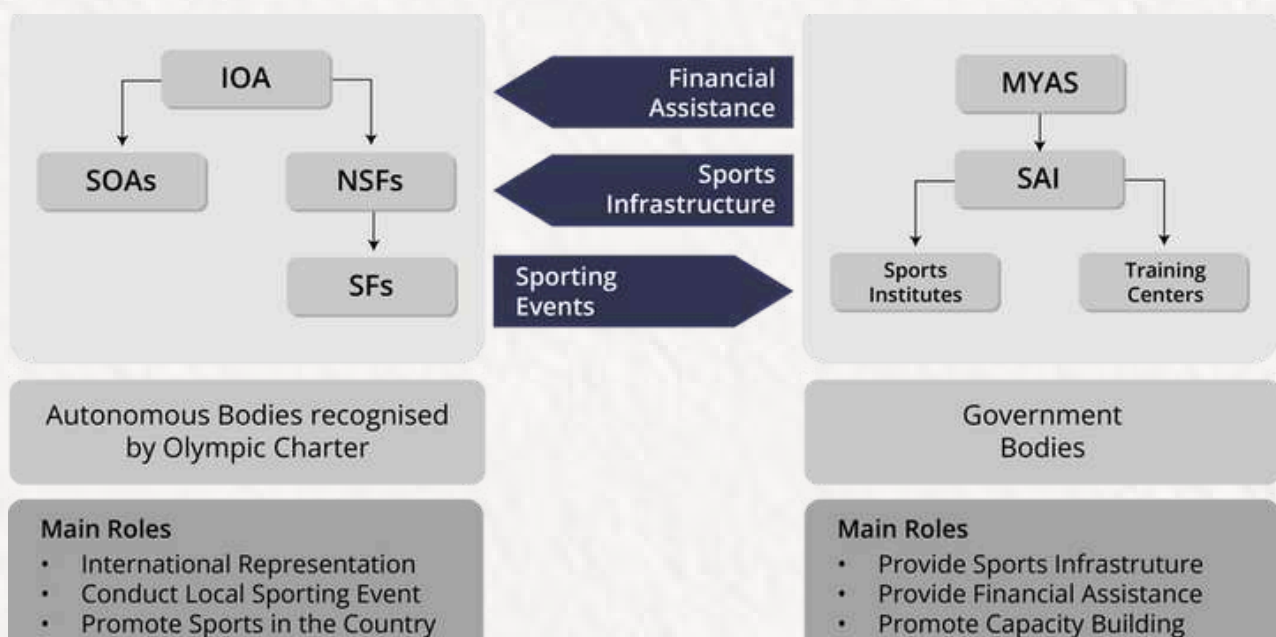 IOA
SOAs
NSFs
SFs
Financial
Assistance
Sports
Infrastructure
Sporting
Events
MYAS
SAI
Sports
Institutes
Training
Centers
Autonomous Bodies recognised
by Olympic Charter
Government
Bodies
Main Roles
• International Representation
• Conduct Local Sporting Event
• Promote Sports in the Country
Main Roles
• Provide Sports Infrastruture
• Provide Financial Assistance
• Promote Capacity Building